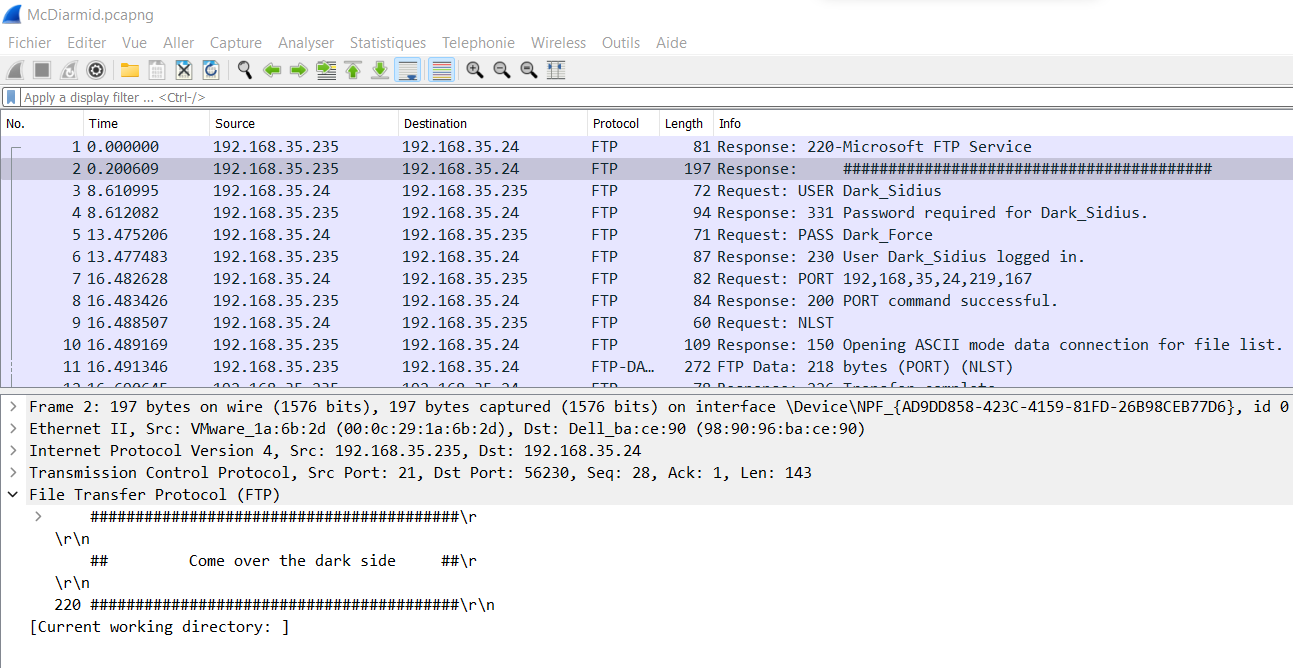 McDiarmid.pcapng
Fichier Editer Vue Aller Capture Analyser Statistiques Telephonie Wireless Outils Aide
Apply a display filter ... <Ctrl-/>
No. Time Source Destination Protocol Length Info
1 0.000000 192.168.35.235 192.168.35.24 FTP 81 Response: 220-Microsoft FTP Service
2 0.200609 192.168.35.235 192.168.35.24 FTP 197 Response: #########################################
3 8.610995 192.168.35.24 192.168.35.235 FTP 72 Request: USER Dark_Sidius
4 8.612082 192.168.35.235 192.168.35.24 FTP 94 Response: 331 Password required for Dark_Sidius.
5 13.475206 192.168.35.24 192.168.35.235 FTP 71 Request: PASS Dark_Force
6 13.477483 192.168.35.235 192.168.35.24 FTP 87 Response: 230 User Dark_Sidius logged in.
7 16.482628 192.168.35.24 192.168.35.235 FTP 82 Request: PORT 192,168,35,24,219,167
8 16.483426 192.168.35.235 192.168.35.24 FTP 84 Response: 200 PORT command successful.
9 16.488507 192.168.35.24 192.168.35.235 FTP 60 Request: NLST
10 16.489169 192.168.35.235 192.168.35.24 FTP 109 Response: 150 Opening ASCII mode data connection for file list.
11 16.491346 192.168.35.235 192.168.35.24 FTP-DA… 272 FTP Data: 218 bytes (PORT) (NLST)
Frame 2: 197 bytes on wire (1576 bits), 197 bytes captured (1576 bits) on interface \Device\NPF_{AD9DD858-423C-4159-81FD-26B98CEB77D6}, id 0
Ethernet II, Src: VMware_1a:6b:2d (00:0c:29:1a:6b:2d), Dst: Dell_ba:ce:90 (98:90:96:ba:ce:90)
Internet Protocol Version 4, Src: 192.168.35.235, Dst: 192.168.35.24
Transmission Control Protocol, Src Port: 21, Dst Port: 56230, Seq: 28, Ack: 1, Len: 143
File Transfer Protocol (FTP)
#########################################\r
\r\n
## Come over the dark side ##\r
\r\n
220 #########################################\r\n
[Current working directory: ]